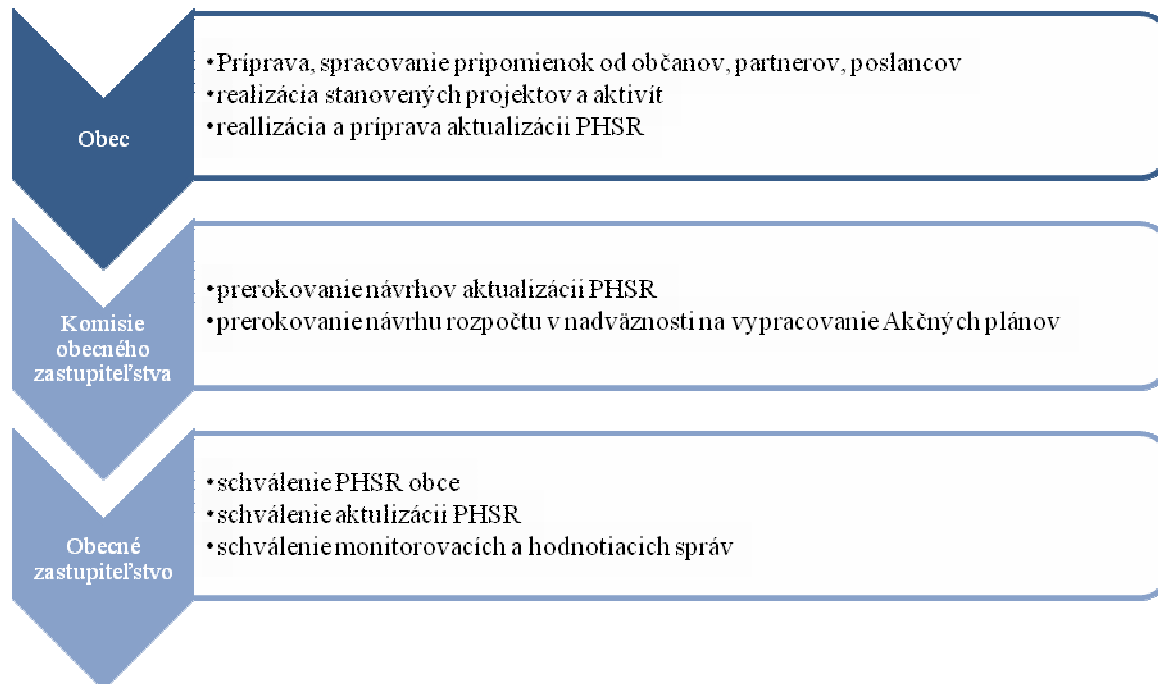 Obec
•Príprava, spracovanie pripomienok od občanov, partnerov, poslancov
•realizácia stanovených projektov a aktivít
•reallizácia a príprava aktualizácii PHSR
Komisie
obecného
zastupiteľstva
•prerokovanie návrhov aktualizácii PHSR
•prerokovanie návrhu rozpočtu v nadväznosti na vypracovanie Akčných plánov
Obecné
zastupiteľstvo
•schválenie PHSR obce
•schválenie aktulizácii PHSR
•schválenie monitorovacích a hodnotiacich správ